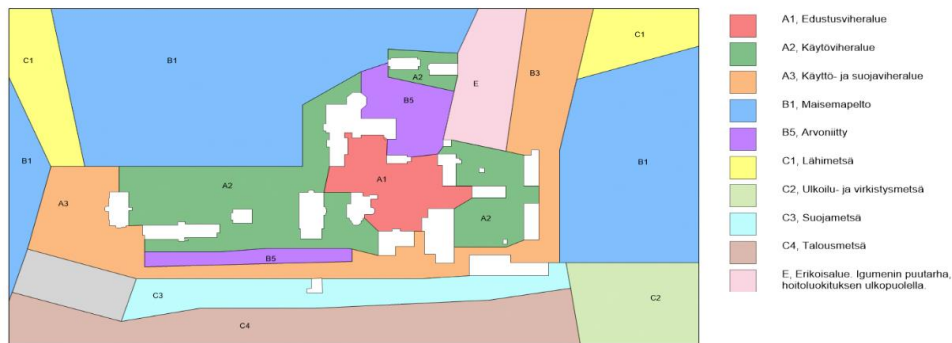 C1
B1
A2
E
B3
C1
B5
B1
B1
A3
A2
A1
A2
B5
C3
C4
C2
A1, Edustusviheralue
A2, Käytöviheralue
A3, Käyttö- ja suojaviheralue
B1, Maisemapelto
B5, Arvoniitty
C1, Lähimetsä
C2, Ulkoilu- ja virkistysmetsä
C3, Suojametsä
C4, Talousmetsä
E, Erikoisalue. Igumenin puutarha,
hoitoluokituksen ulkopuolella.